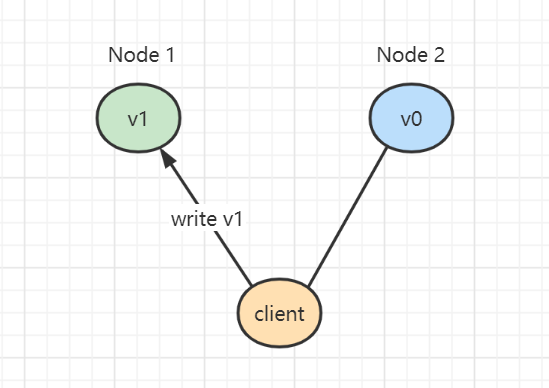 Node 1
Node 2
v1
v0
write v1
client